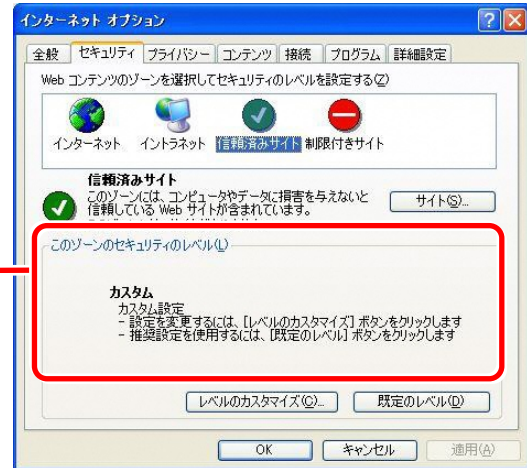 インターネット オプション
全般 セキュリティ プライバシー コンテンツ 接続 プログラム 詳細設定
Web コンテンツのゾーンを選択してセキュリティのレベルを設定する(Z)
インターネット イントラネット 信頼済みサイト 制限付きサイト
信頼済みサイト
このゾーンには、コンピュータやデータに損害を与えないと
信頼している Web サイトが含まれています。
サイト(S)...
このゾーンのセキュリティのレベル(L)
カスタム
カスタム設定
- 設定を変更するには、[レベルのカスタマイズ] ボタンをクリックします
- 推奨設定を使用するには、[既定のレベル] ボタンをクリックします
レベルのカスタマイズ(C)... 既定のレベル(D)
OK キャンセル 適用(A)